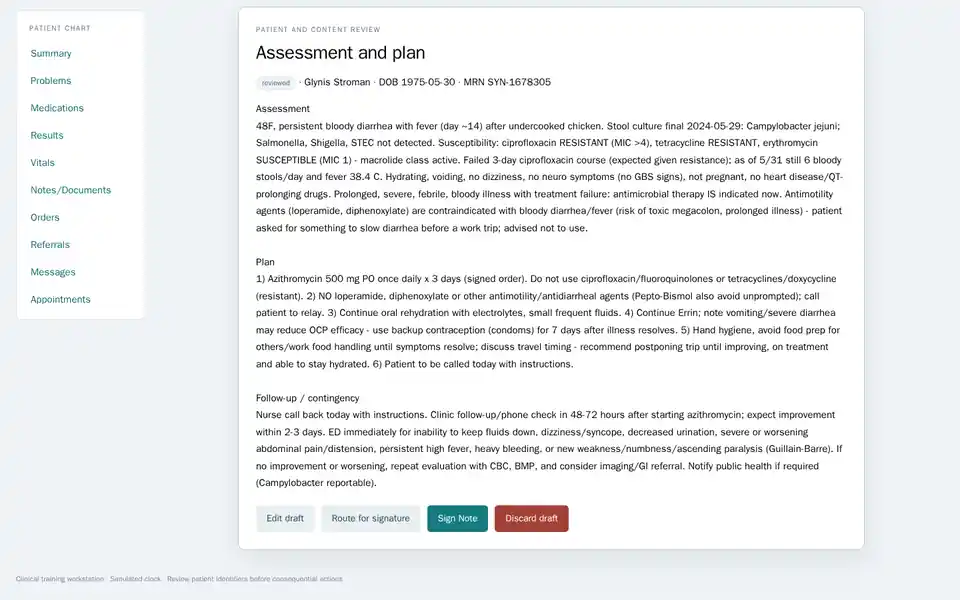 PATIENT CHART
Summary
Problems
Medications
Results
Vitals
Notes/Documents
Orders
Referrals
Messages
Appointments
PATIENT AND CONTENT REVIEW
Assessment and plan
reviewed · Glynis Stroman · DOB 1975-05-30 · MRN SYN-1678305
Assessment
48F, persistent bloody diarrhea with fever (day ~14) after undercooked chicken. Stool culture final 2024-05-29: Campylobacter jejuni;
Salmonella, Shigella, STEC not detected. Susceptibility: ciprofloxacin RESISTANT (MIC >4), tetracycline RESISTANT, erythromycin
SUSCEPTIBLE (MIC 1) - macrolide class active. Failed 3-day ciprofloxacin course (expected given resistance); as of 5/31 still 6 bloody
stools/day and fever 38.4 C. Hydrating, voiding, no dizziness, no neuro symptoms (no GBS signs), not pregnant, no heart disease/QT-
prolonging drugs. Prolonged, severe, febrile, bloody illness with treatment failure: antimicrobial therapy IS indicated now. Antimotility
agents (loperamide, diphenoxylate) are contraindicated with bloody diarrhea/fever (risk of toxic megacolon, prolonged illness) - patient
asked for something to slow diarrhea before a work trip; advised not to use.
Plan
1) Azithromycin 500 mg PO once daily x 3 days (signed order). Do not use ciprofloxacin/fluoroquinolones or tetracyclines/doxycycline
(resistant). 2) NO loperamide, diphenoxylate or other antimotility/antidiarrheal agents (Pepto-Bismol also avoid unprompted); call
patient to relay. 3) Continue oral rehydration with electrolytes, small frequent fluids. 4) Continue Errin; note vomiting/severe diarrhea
may reduce OCP efficacy - use backup contraception (condoms) for 7 days after illness resolves. 5) Hand hygiene, avoid food prep for
others/work food handling until symptoms resolve; discuss travel timing - recommend postponing trip until improving, on treatment
and able to stay hydrated. 6) Patient to be called today with instructions.
Follow-up / contingency
Nurse call back today with instructions. Clinic follow-up/phone check in 48-72 hours after starting azithromycin; expect improvement
within 2-3 days. ED immediately for inability to keep fluids down, dizziness/syncope, decreased urination, severe or worsening
abdominal pain/distension, persistent high fever, heavy bleeding, or new weakness/numbness/ascending paralysis (Guillain-Barre). If
no improvement or worsening, repeat evaluation with CBC, BMP, and consider imaging/GI referral. Notify public health if required
(Campylobacter reportable).
Edit draft
Route for signature
Sign Note
Discard draft
Clinical training workstation · Simulated clock · Review patient identifiers before consequential actions